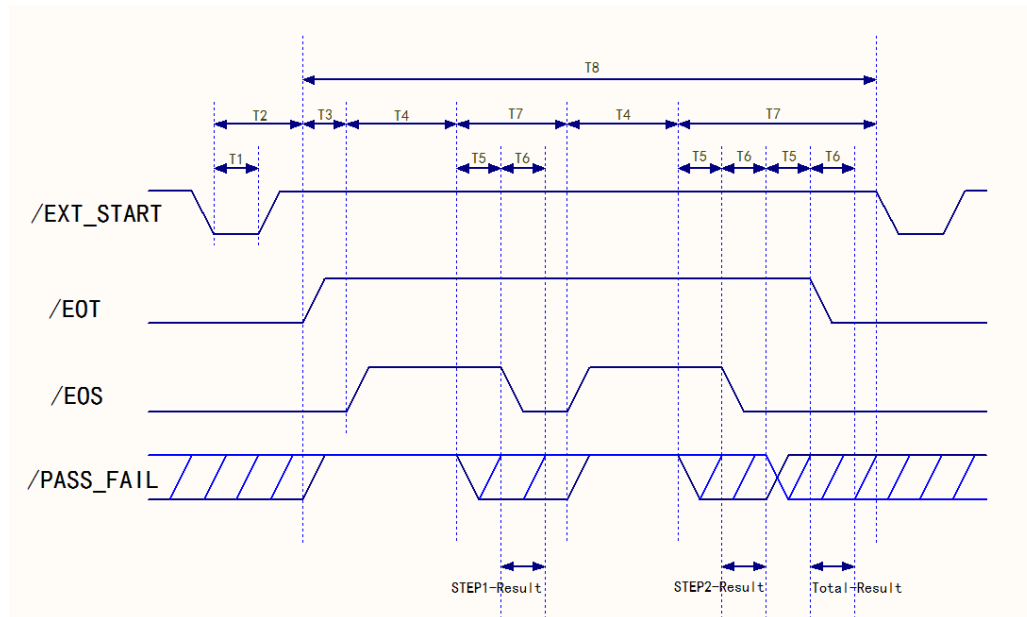 T8
T2 T3 T4 T7 T4 T7
T1 T5 T6 T5 T6 T5 T6
/EXT_START
/EOT
/EOS
/PASS_FAIL
STEP1-Result STEP2-Result Total-Result